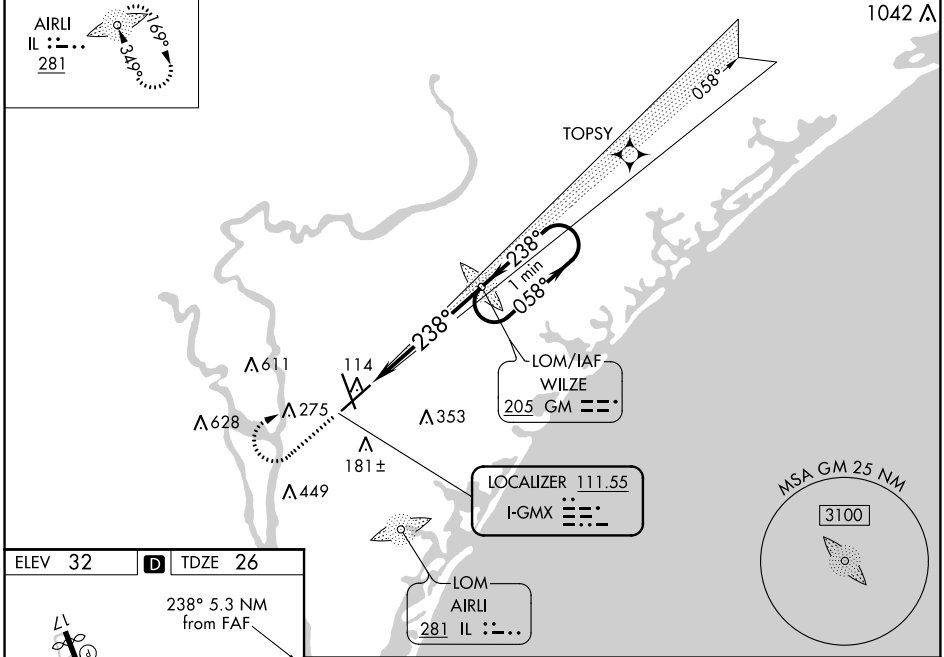 AIRLI
IL
281
349°
169°
1042
058°
TOPSY
238°
1 min
058°
238°
LOM/IAF
WILZE
205 GM
611
114
275
628
353
181±
449
LOCALIZER 111.55
I-GMX
MSA GM 25 NM
3100
LOM
AIRLI
281 IL
ELEV 32 D TDZE 26
238° 5.3 NM
from FAF
17